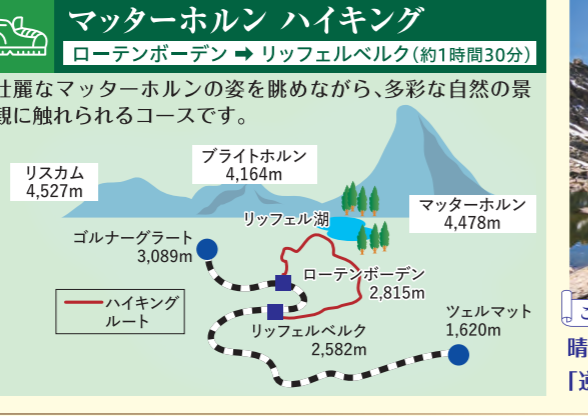 マッターホルン ハイキング
ローテンボーデン ➡ リッフェルベルク(約1時間30分)
壮麗なマッターホルンの姿を眺めながら、多彩な自然の景
観に触れられるコースです。
ブライトホルン
4,164m
リスカム
4,527m
マッターホルン
4,478m
リッフェル湖
ゴルナーグラート
3,089m
ローテンボーデン
2,815m
ハイキング
ルート
ツェルマット
1,620m
リッフェルベルク
2,582m
晴